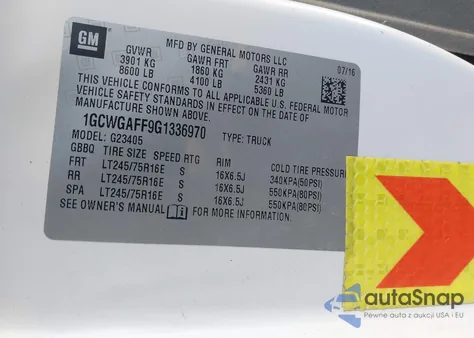 GM
MFD BY GENERAL MOTORS LLC
07/16
GVWR GAWR FRT GAWR RR
3901 KG 1860 KG 2431 KG
8600 LB 4100 LB 5360 LB
THIS VEHICLE CONFORMS TO ALL APPLICABLE U.S. FEDERAL MOTOR
VEHICLE SAFETY STANDARDS IN EFFECT ON THE DATE OF
MANUFACTURE SHOWN ABOVE.
1GCWGAFF9G1336970 TYPE: TRUCK
MODEL: G23405
GBBQ TIRE SIZE SPEED RTG RIM COLD TIRE PRESSURE
FRT LT245/75R16E S 16X6.5J 340KPA(50PSI)
RR LT245/75R16E S 16X6.5J 550KPA(80PSI)
SPA LT245/75R16E S 16X6.5J 550KPA(80PSI)
SEE OWNER'S MANUAL FOR MORE INFORMATION.
autoSnap
Pewne auta z aukcji USA i EU